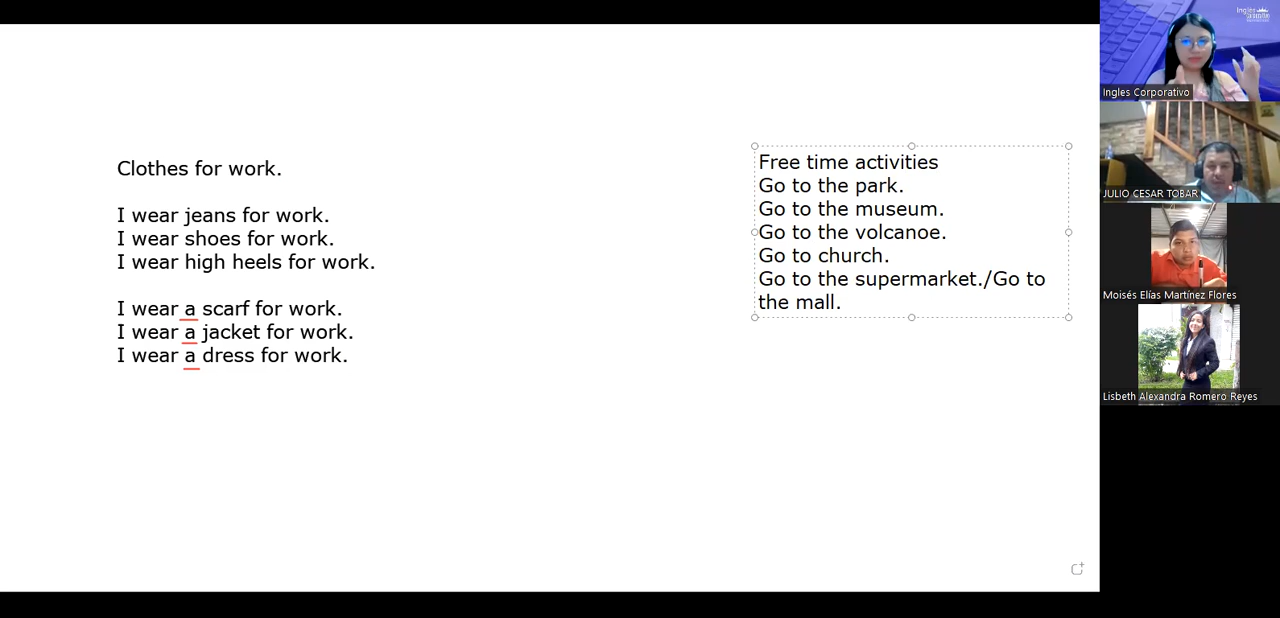 Clothes for work.
I wear jeans for work.
I wear shoes for work.
I wear high heels for work.
I wear a scarf for work.
I wear a jacket for work.
I wear a dress for work.
Free time activities
Go to the park.
Go to the museum.
Go to the volcanoe.
Go to church.
Go to the supermarket./Go to
the mall.
Ingles Corporativo
JULIO CESAR TOBAR
Moisés Elías Martínez Flores
Lisbeth Alexandra Romero Reyes